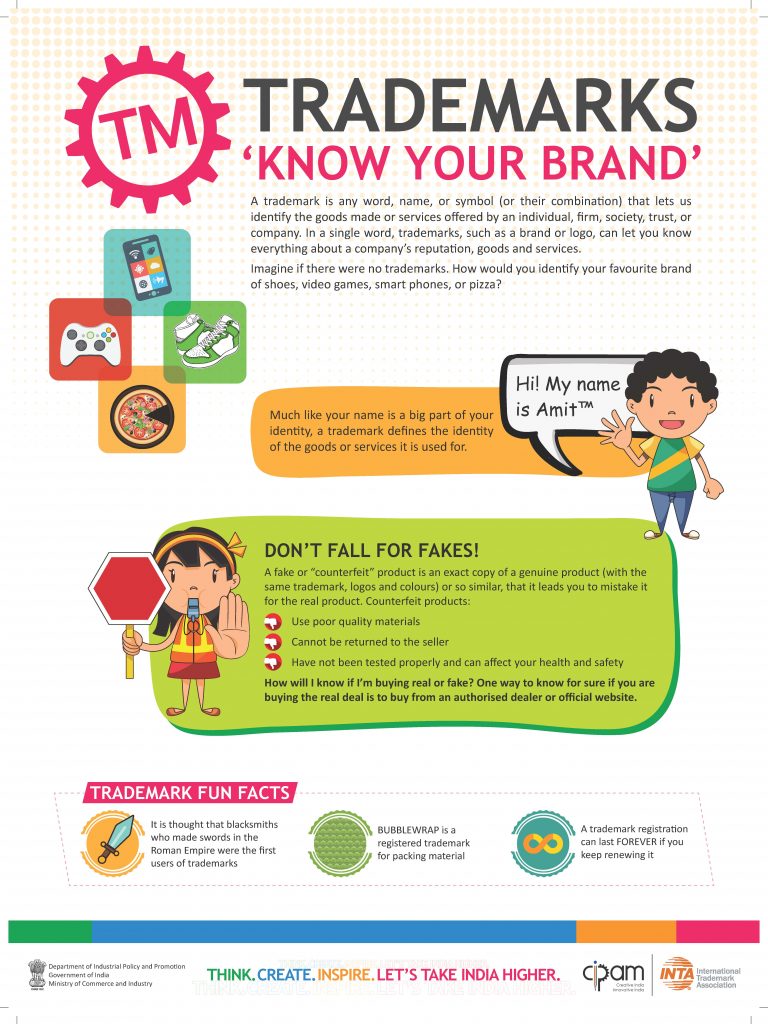 TM
TRADEMARKS
‘KNOW YOUR BRAND’
A trademark is any word, name, or symbol (or their combination) that lets us
identify the goods made or services offered by an individual, firm, society, trust, or
company. In a single word, trademarks, such as a brand or logo, can let you know
everything about a company’s reputation, goods and services.
Imagine if there were no trademarks. How would you identify your favourite brand
of shoes, video games, smart phones, or pizza?
Hi! My name
is Amit™
Much like your name is a big part of your
identity, a trademark defines the identity
of the goods or services it is used for.
DON’T FALL FOR FAKES!
A fake or “counterfeit” product is an exact copy of a genuine product (with the
same trademark, logos and colours) or so similar, that it leads you to mistake it
for the real product. Counterfeit products:
Use poor quality materials
Cannot be returned to the seller
Have not been tested properly and can affect your health and safety
How will I know if I’m buying real or fake? One way to know for sure if you are
buying the real deal is to buy from an authorised dealer or official website.
TRADEMARK FUN FACTS
It is thought that blacksmiths
who made swords in the
Roman Empire were the first
users of trademarks
BUBBLEWRAP is a
registered trademark
for packing material
A trademark registration
can last FOREVER if you
keep renewing it
Department of Industrial Policy and Promotion
Government of India
Ministry of Commerce and Industry
THINK. CREATE. INSPIRE. LET’S TAKE INDIA HIGHER.
cipam
Creative India
Innovative India
INTA
International
Trademark
Association